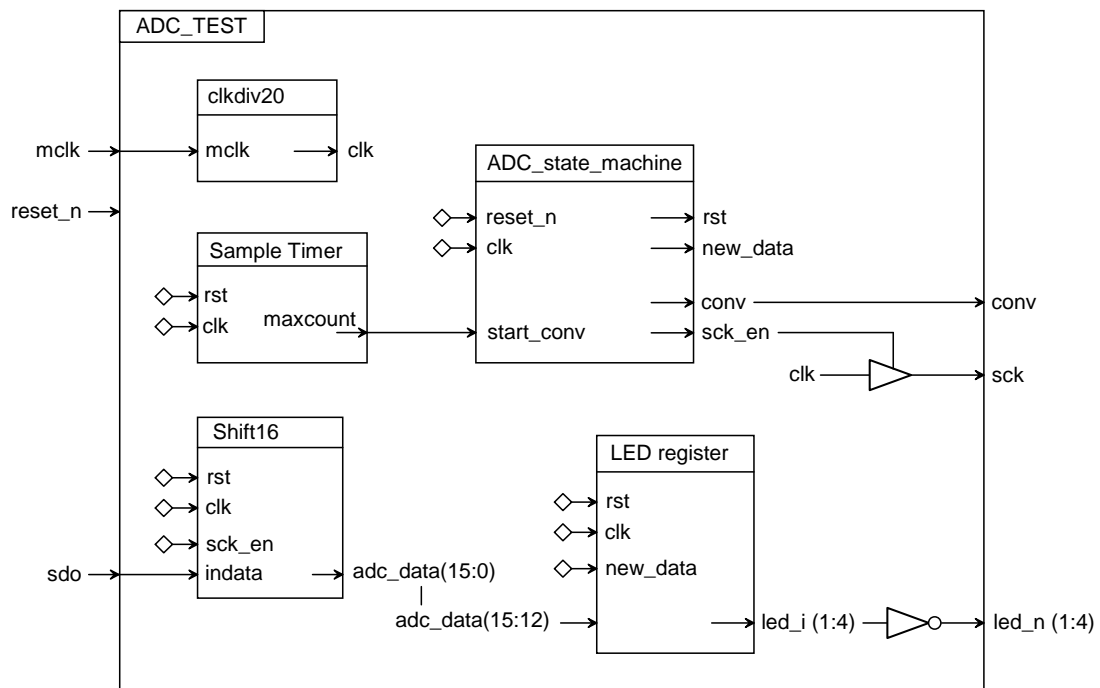 ADC_TEST
clkdiv20
mclk
mclk
clk
reset_n
ADC_state_machine
reset_n
rst
clk
new_data
conv
conv
start_conv
sck_en
clk
sck
Sample Timer
rst
clk
maxcount
Shift16
rst
clk
sck_en
sdo
indata
adc_data(15:0)
adc_data(15:12)
LED register
rst
clk
new_data
led_i (1:4)
led_n (1:4)